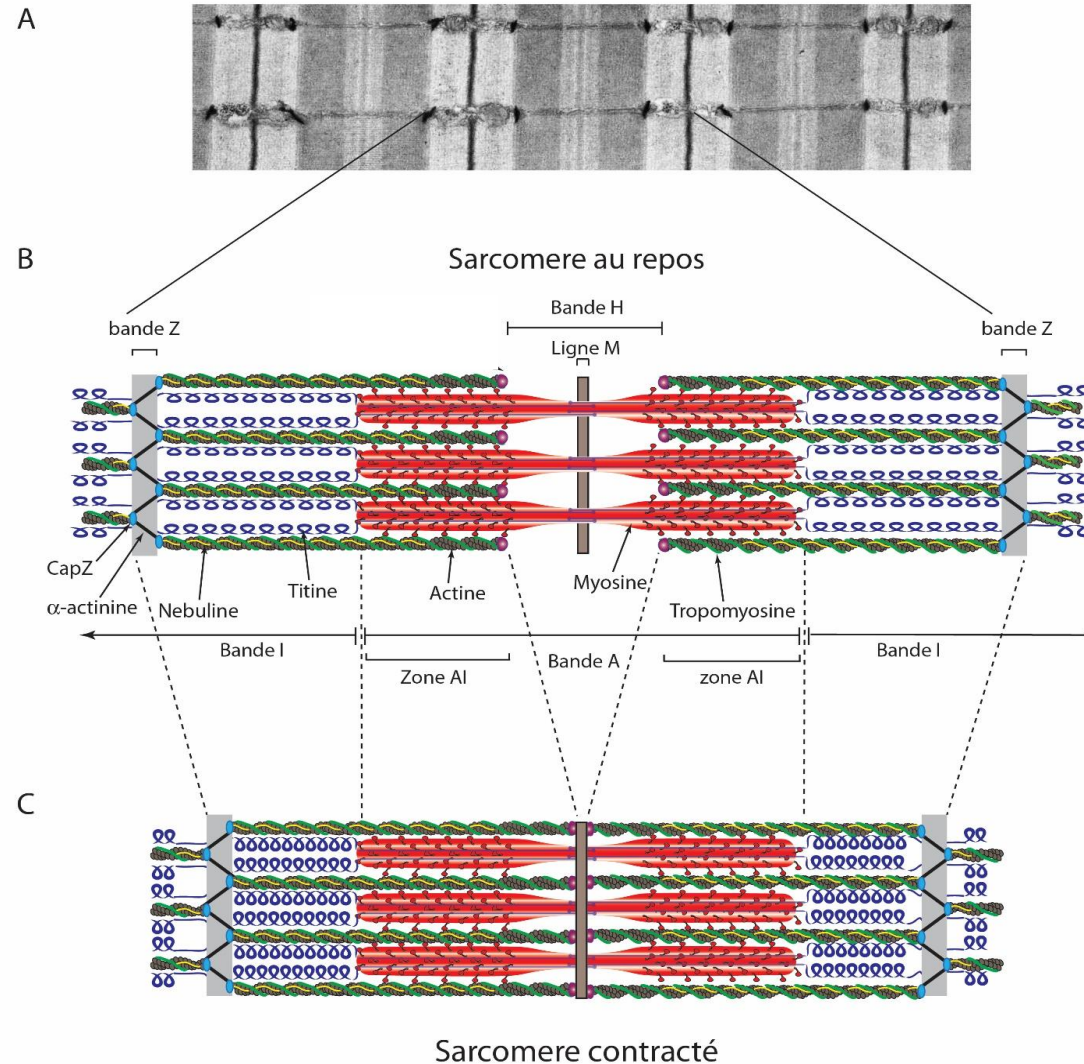 A
B
Sarcomere au repos
Bande H
bande Z
Ligne M
bande Z
CapZ
α-actinine
Nebuline
Titine
Actine
Myosine
Tropomyosine
Bande I
Bande A
Bande I
Zone AI
zone AI
C
Sarcomere contracté